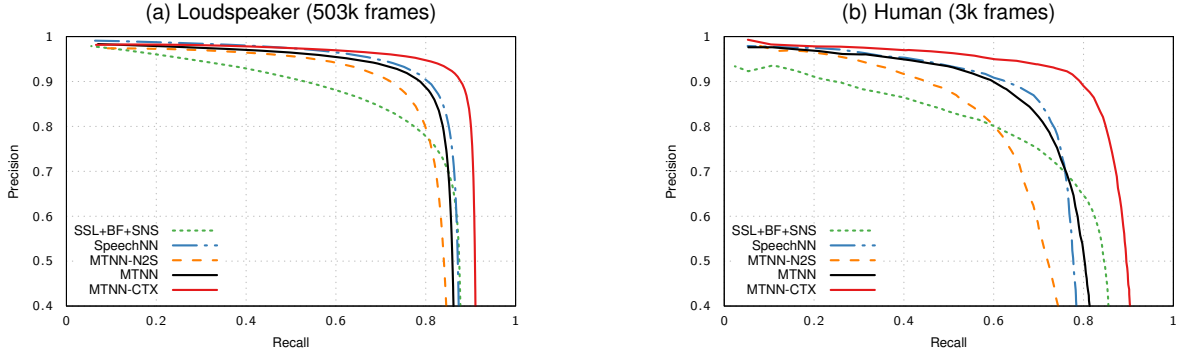 (a) Loudspeaker (503k frames)
1
0.9
0.8
0.7
0.6
0.5
0.4
Precision
SSL+BF+SNS
SpeechNN
MTNN-N2S
MTNN
MTNN-CTX
0
0.2
0.4
0.6
0.8
1
Recall
(b) Human (3k frames)
1
0.9
0.8
0.7
0.6
0.5
0.4
Precision
SSL+BF+SNS
SpeechNN
MTNN-N2S
MTNN
MTNN-CTX
0
0.2
0.4
0.6
0.8
1
Recall